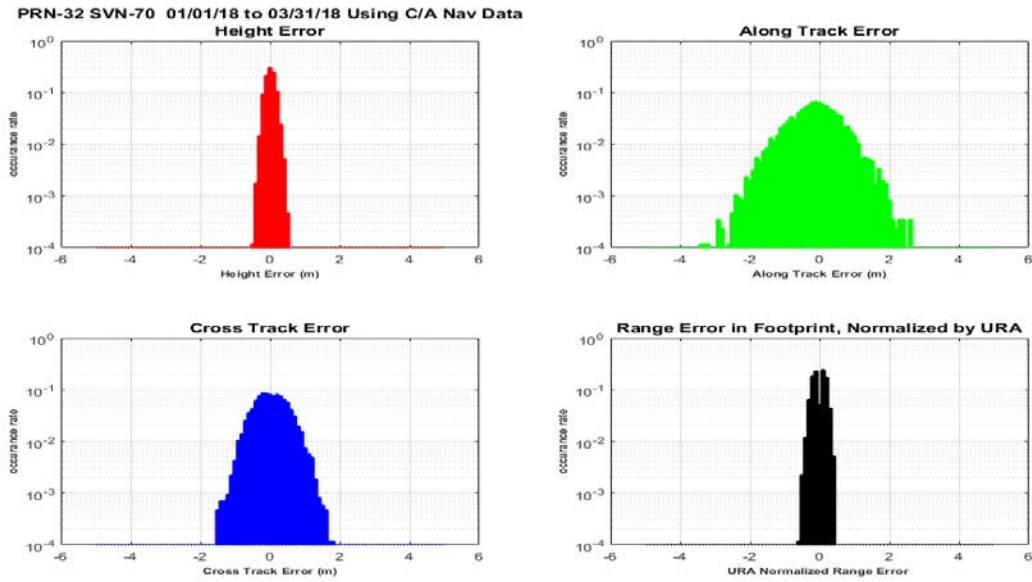 PRN-32 SVN-70 01/01/18 to 03/31/18 Using C/A Nav Data
Height Error
10^0
10^-1
10^-2
10^-3
10^-4
occurance rate
-6 -4 -2 0 2 4 6
Height Error (m)
Along Track Error
10^0
10^-1
10^-2
10^-3
10^-4
occurance rate
-6 -4 -2 0 2 4 6
Along Track Error (m)
Cross Track Error
10^0
10^-1
10^-2
10^-3
10^-4
occurance rate
-6 -4 -2 0 2 4 6
Cross Track Error (m)
Range Error in Footprint, Normalized by URA
10^0
10^-1
10^-2
10^-3
10^-4
occurance rate
-6 -4 -2 0 2 4 6
URA Normalized Range Error